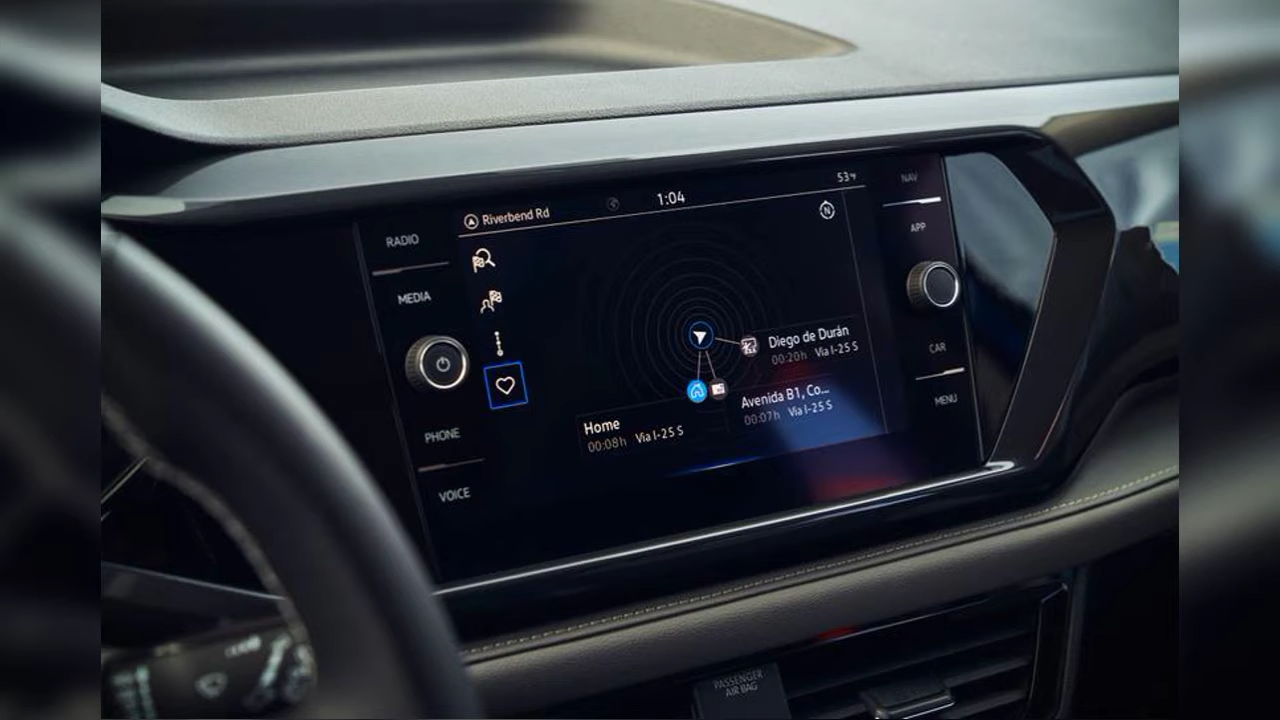 RADIO
MEDIA
PHONE
VOICE
Riverbend Rd
1:04
53°F
N
Diego de Durán
00:20h Via I-25 S
Avenida B1, Co...
00:07h Via I-25 S
Home
00:08h Via I-25 S
NAV
APP
CAR
MENU
PASSENGER
AIR BAG